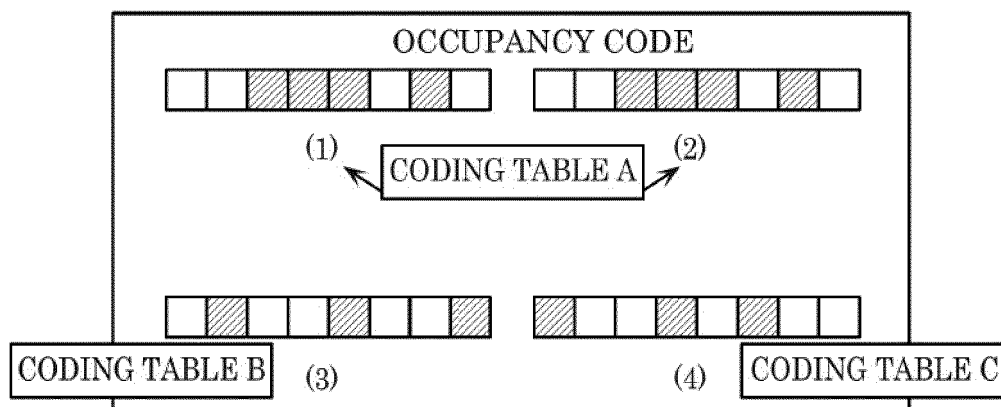 OCCUPANCY CODE
(1)
CODING TABLE A
(2)
CODING TABLE B
(3)
(4)
CODING TABLE C